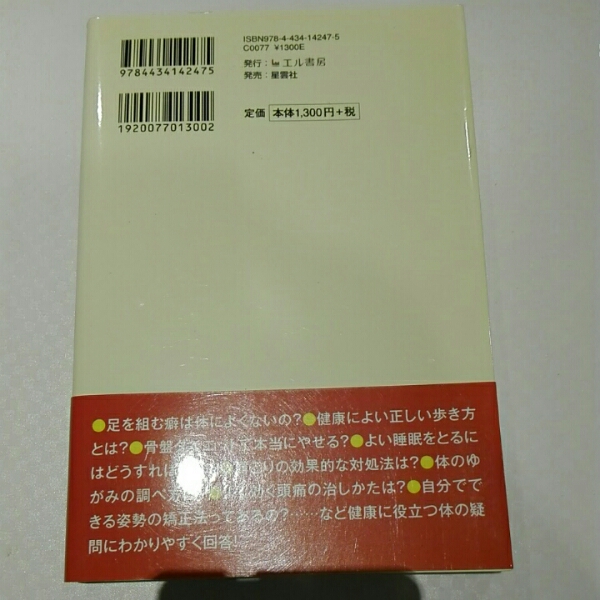 ISBN978-4-434-14247-5
C0077 ¥1300E
発行：エル書房
発売：星雲社
9784434142475
定価 本体1,300円+税
1920077013002
●足を組む癖は体によくないの？●健康によい正しい歩き方
とは？●骨盤ダイエットで本当にやせる？●よい睡眠をとるに
はどうすれば の効果的な対処法は？●体のゆ
がみの調べ方 く頭痛の治しかたは？●自分でで
きる姿勢の矯正法ってあるの？……など健康に役立つ体の疑
問にわかりやすく回答！